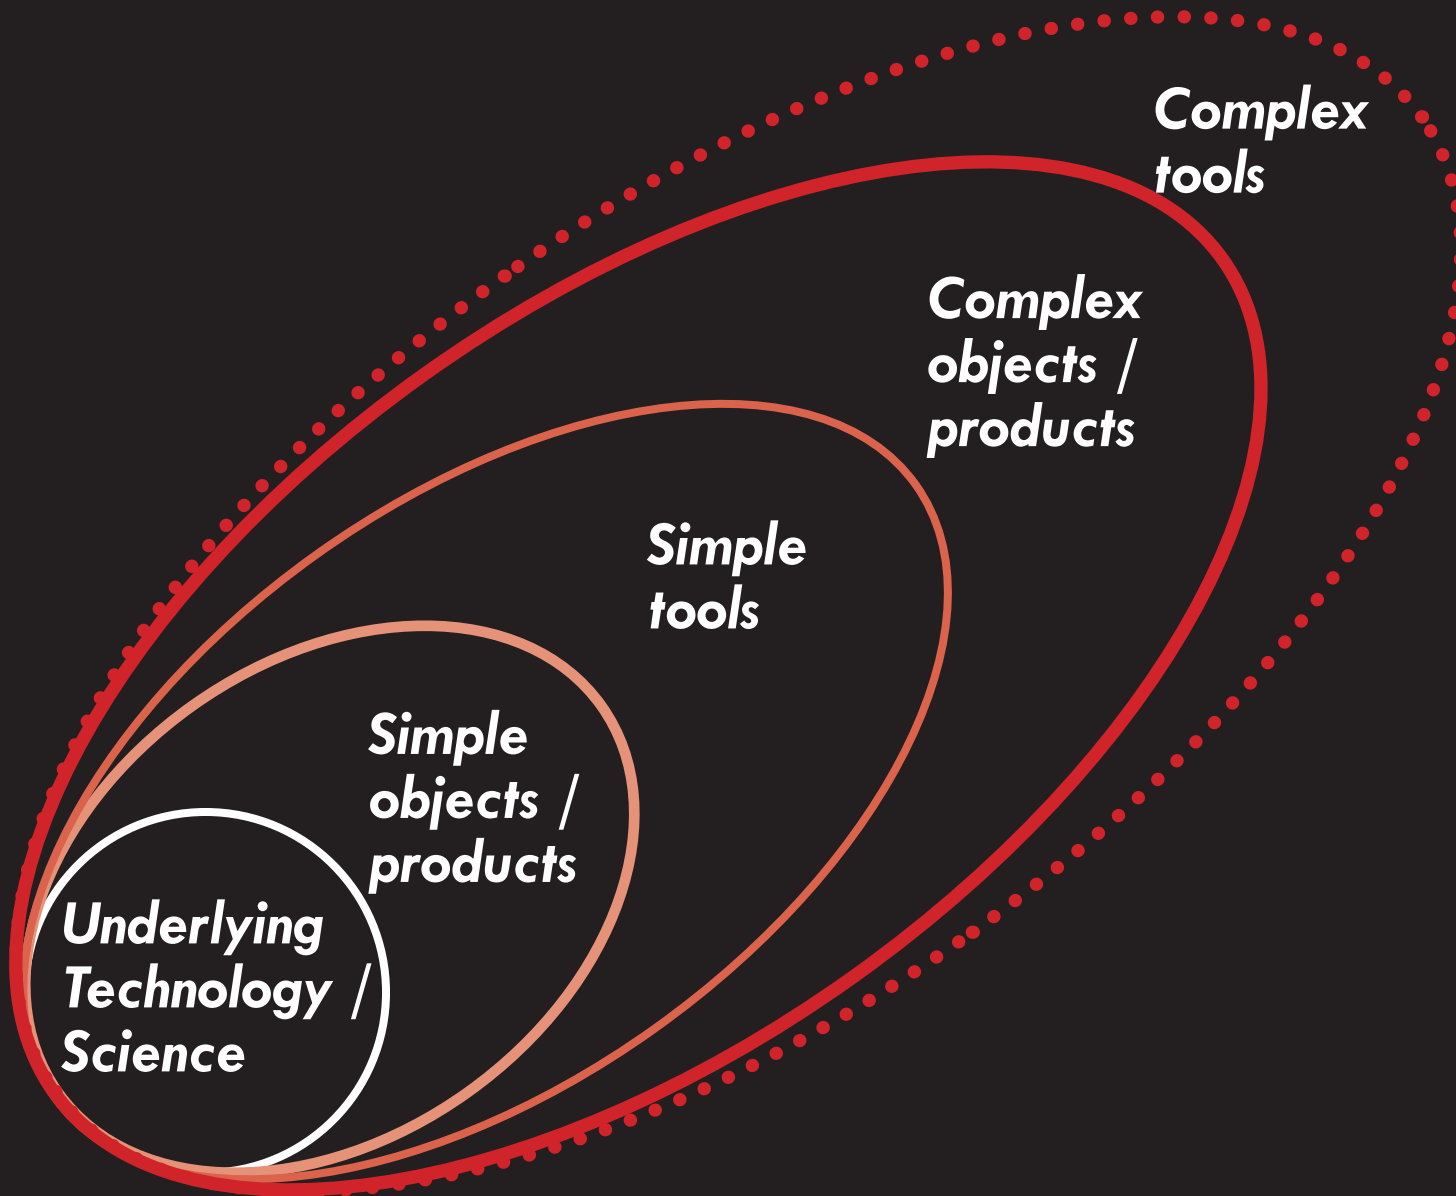 Complex
tools
Complex
objects /
products
Simple
tools
Simple
objects /
products
Underlying
Technology /
Science